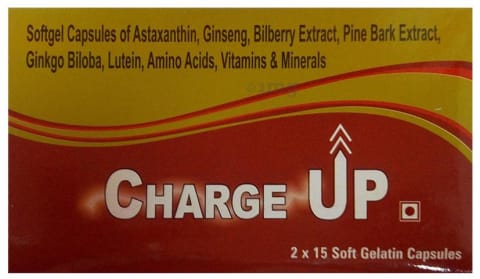 Softgel Capsules of Astaxanthin, Ginseng, Bilberry Extract, Pine Bark Extract,
Ginkgo Biloba, Lutein, Amino Acids, Vitamins & Minerals
CHARGE UP
2 x 15 Soft Gelatin Capsules